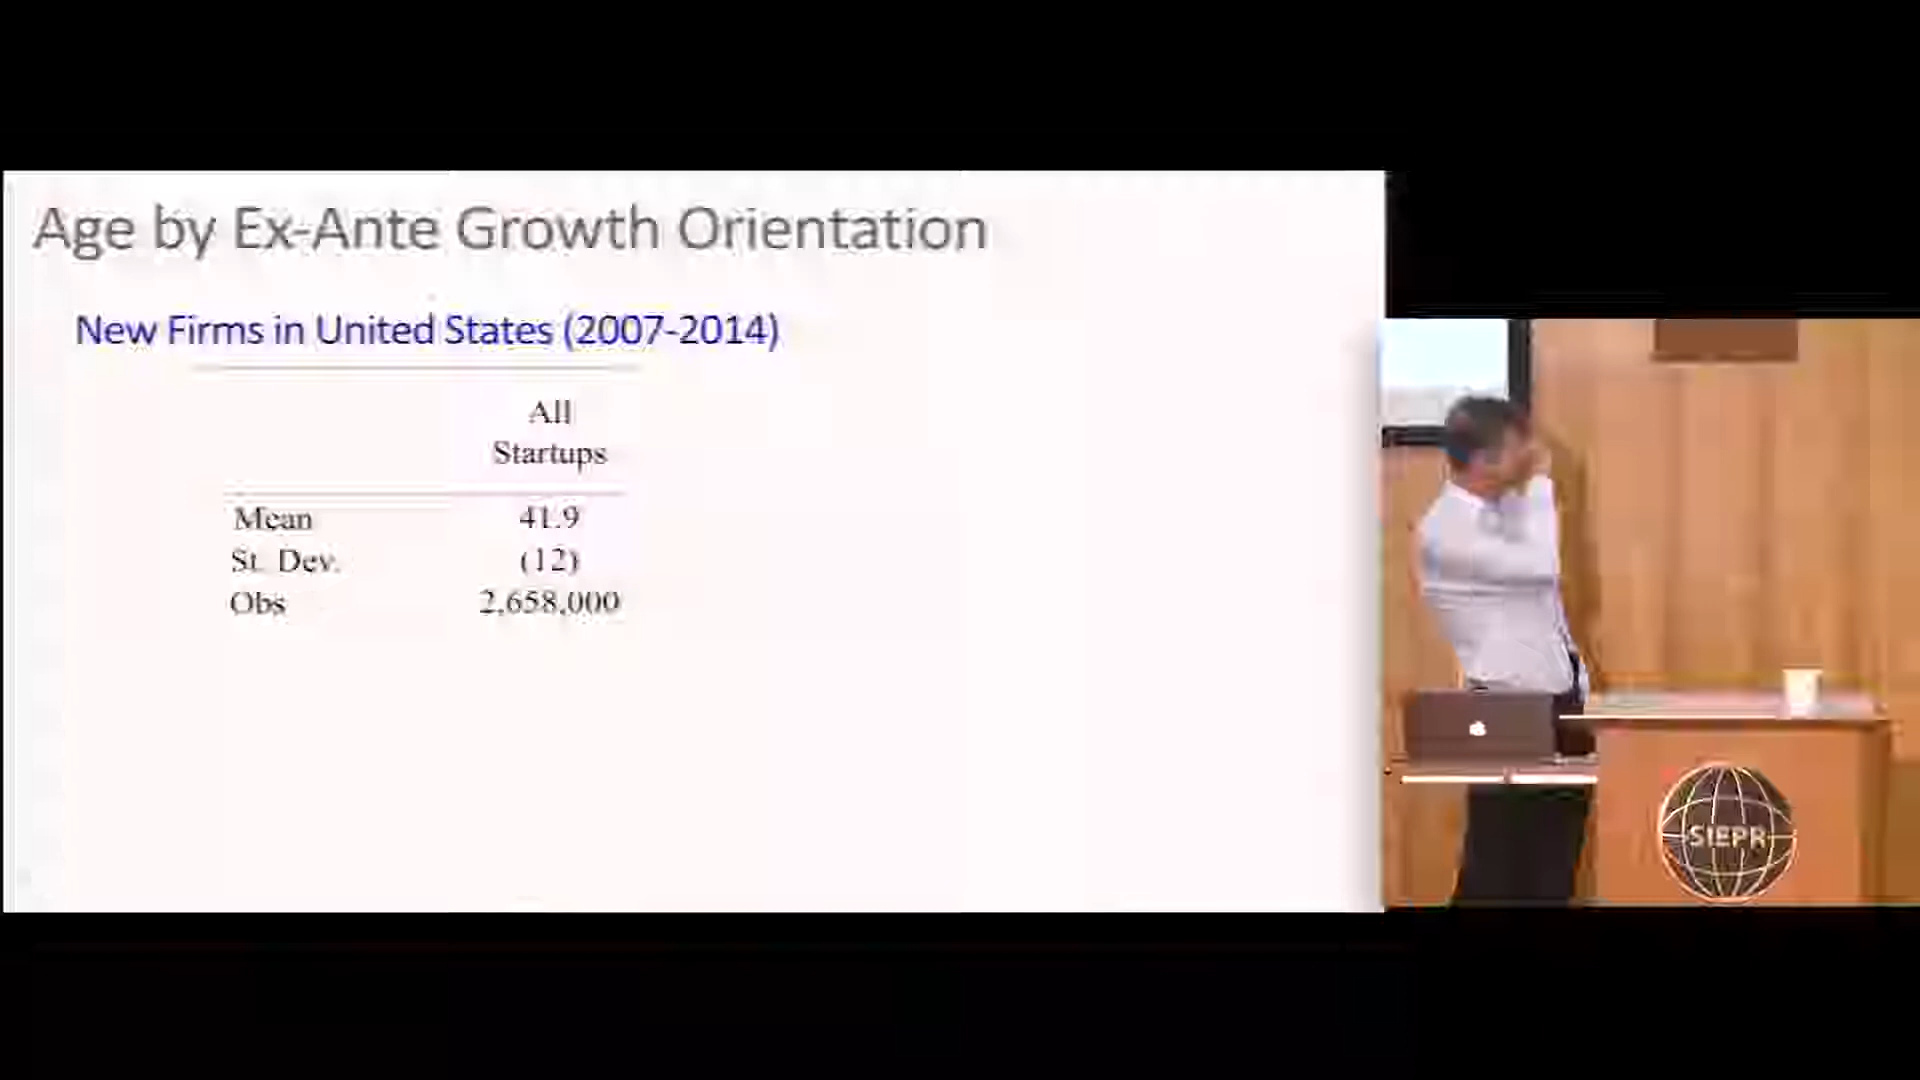 Age by Ex-Ante Growth Orientation
New Firms in United States (2007-2014)
All
Startups
Mean 41.9
St. Dev. (12)
Obs 2,658,000
SIEPR